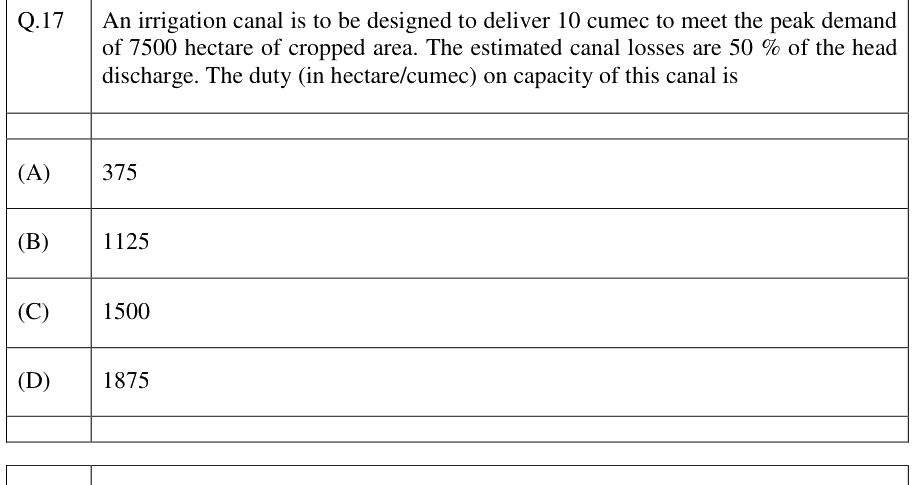 Q.17 An irrigation canal is to be designed to deliver 10 cumec to meet the peak demand
of 7500 hectare of cropped area. The estimated canal losses are 50 % of the head
discharge. The duty (in hectare/cumec) on capacity of this canal is
(A) 375
(B) 1125
(C) 1500
(D) 1875